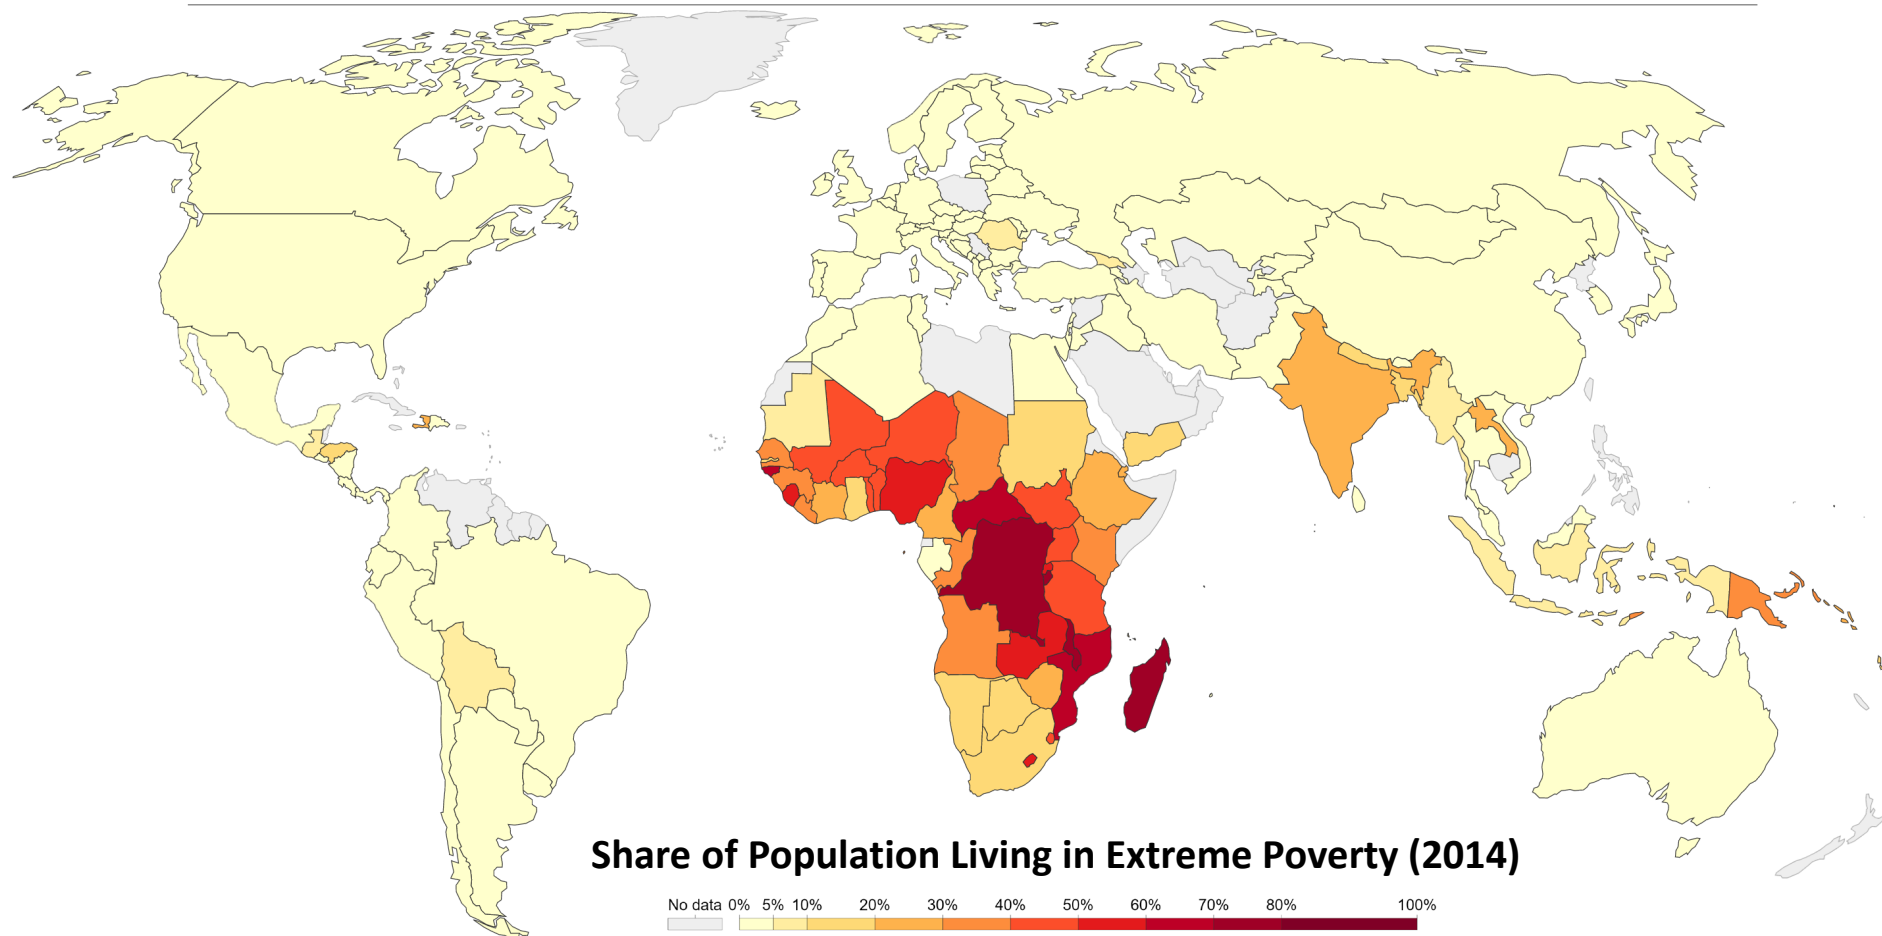 Share of Population Living in Extreme Poverty (2014)
No data 0% 5% 10% 20% 30% 40% 50% 60% 70% 80% 100%